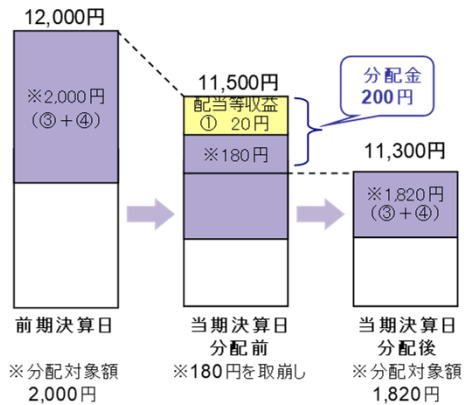 12,000円
※2,000円
(③+④)
前期決算日
※分配対象額
2,000円
11,500円
配当等収益
① 20円
※180円
当期決算日
分配前
※180円を取崩し
分配金
200円
11,300円
※1,820円
(③+④)
当期決算日
分配後
※分配対象額
1,820円